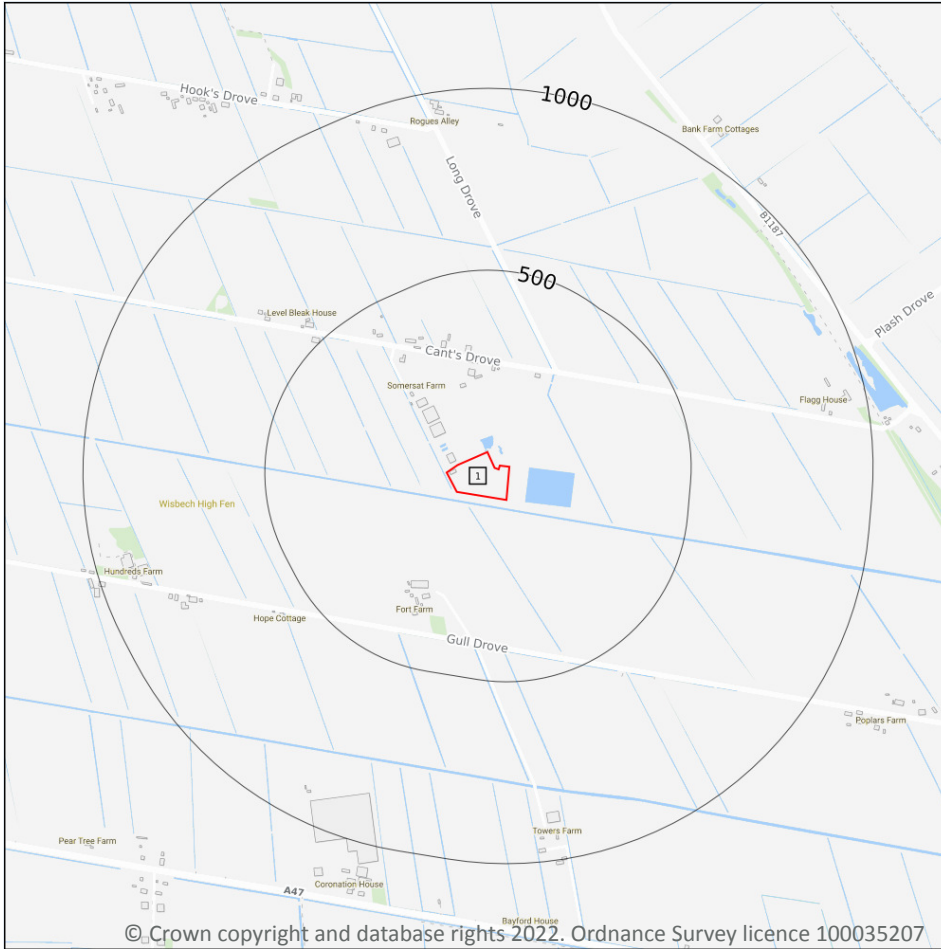 Hook's Drove
1000
Rogues Alley
Bank Farm Cottages
Long Drove
B1187
500
Plash Drove
Level Bleak House
Cant's Drove
Somersat Farm
Flagg House
1
Wisbech High Fen
Hundreds Farm
Fort Farm
Hope Cottage
Gull Drove
Poplars Farm
Towers Farm
Pear Tree Farm
Coronation House
A47
Bayford House
© Crown copyright and database rights 2022. Ordnance Survey licence 100035207